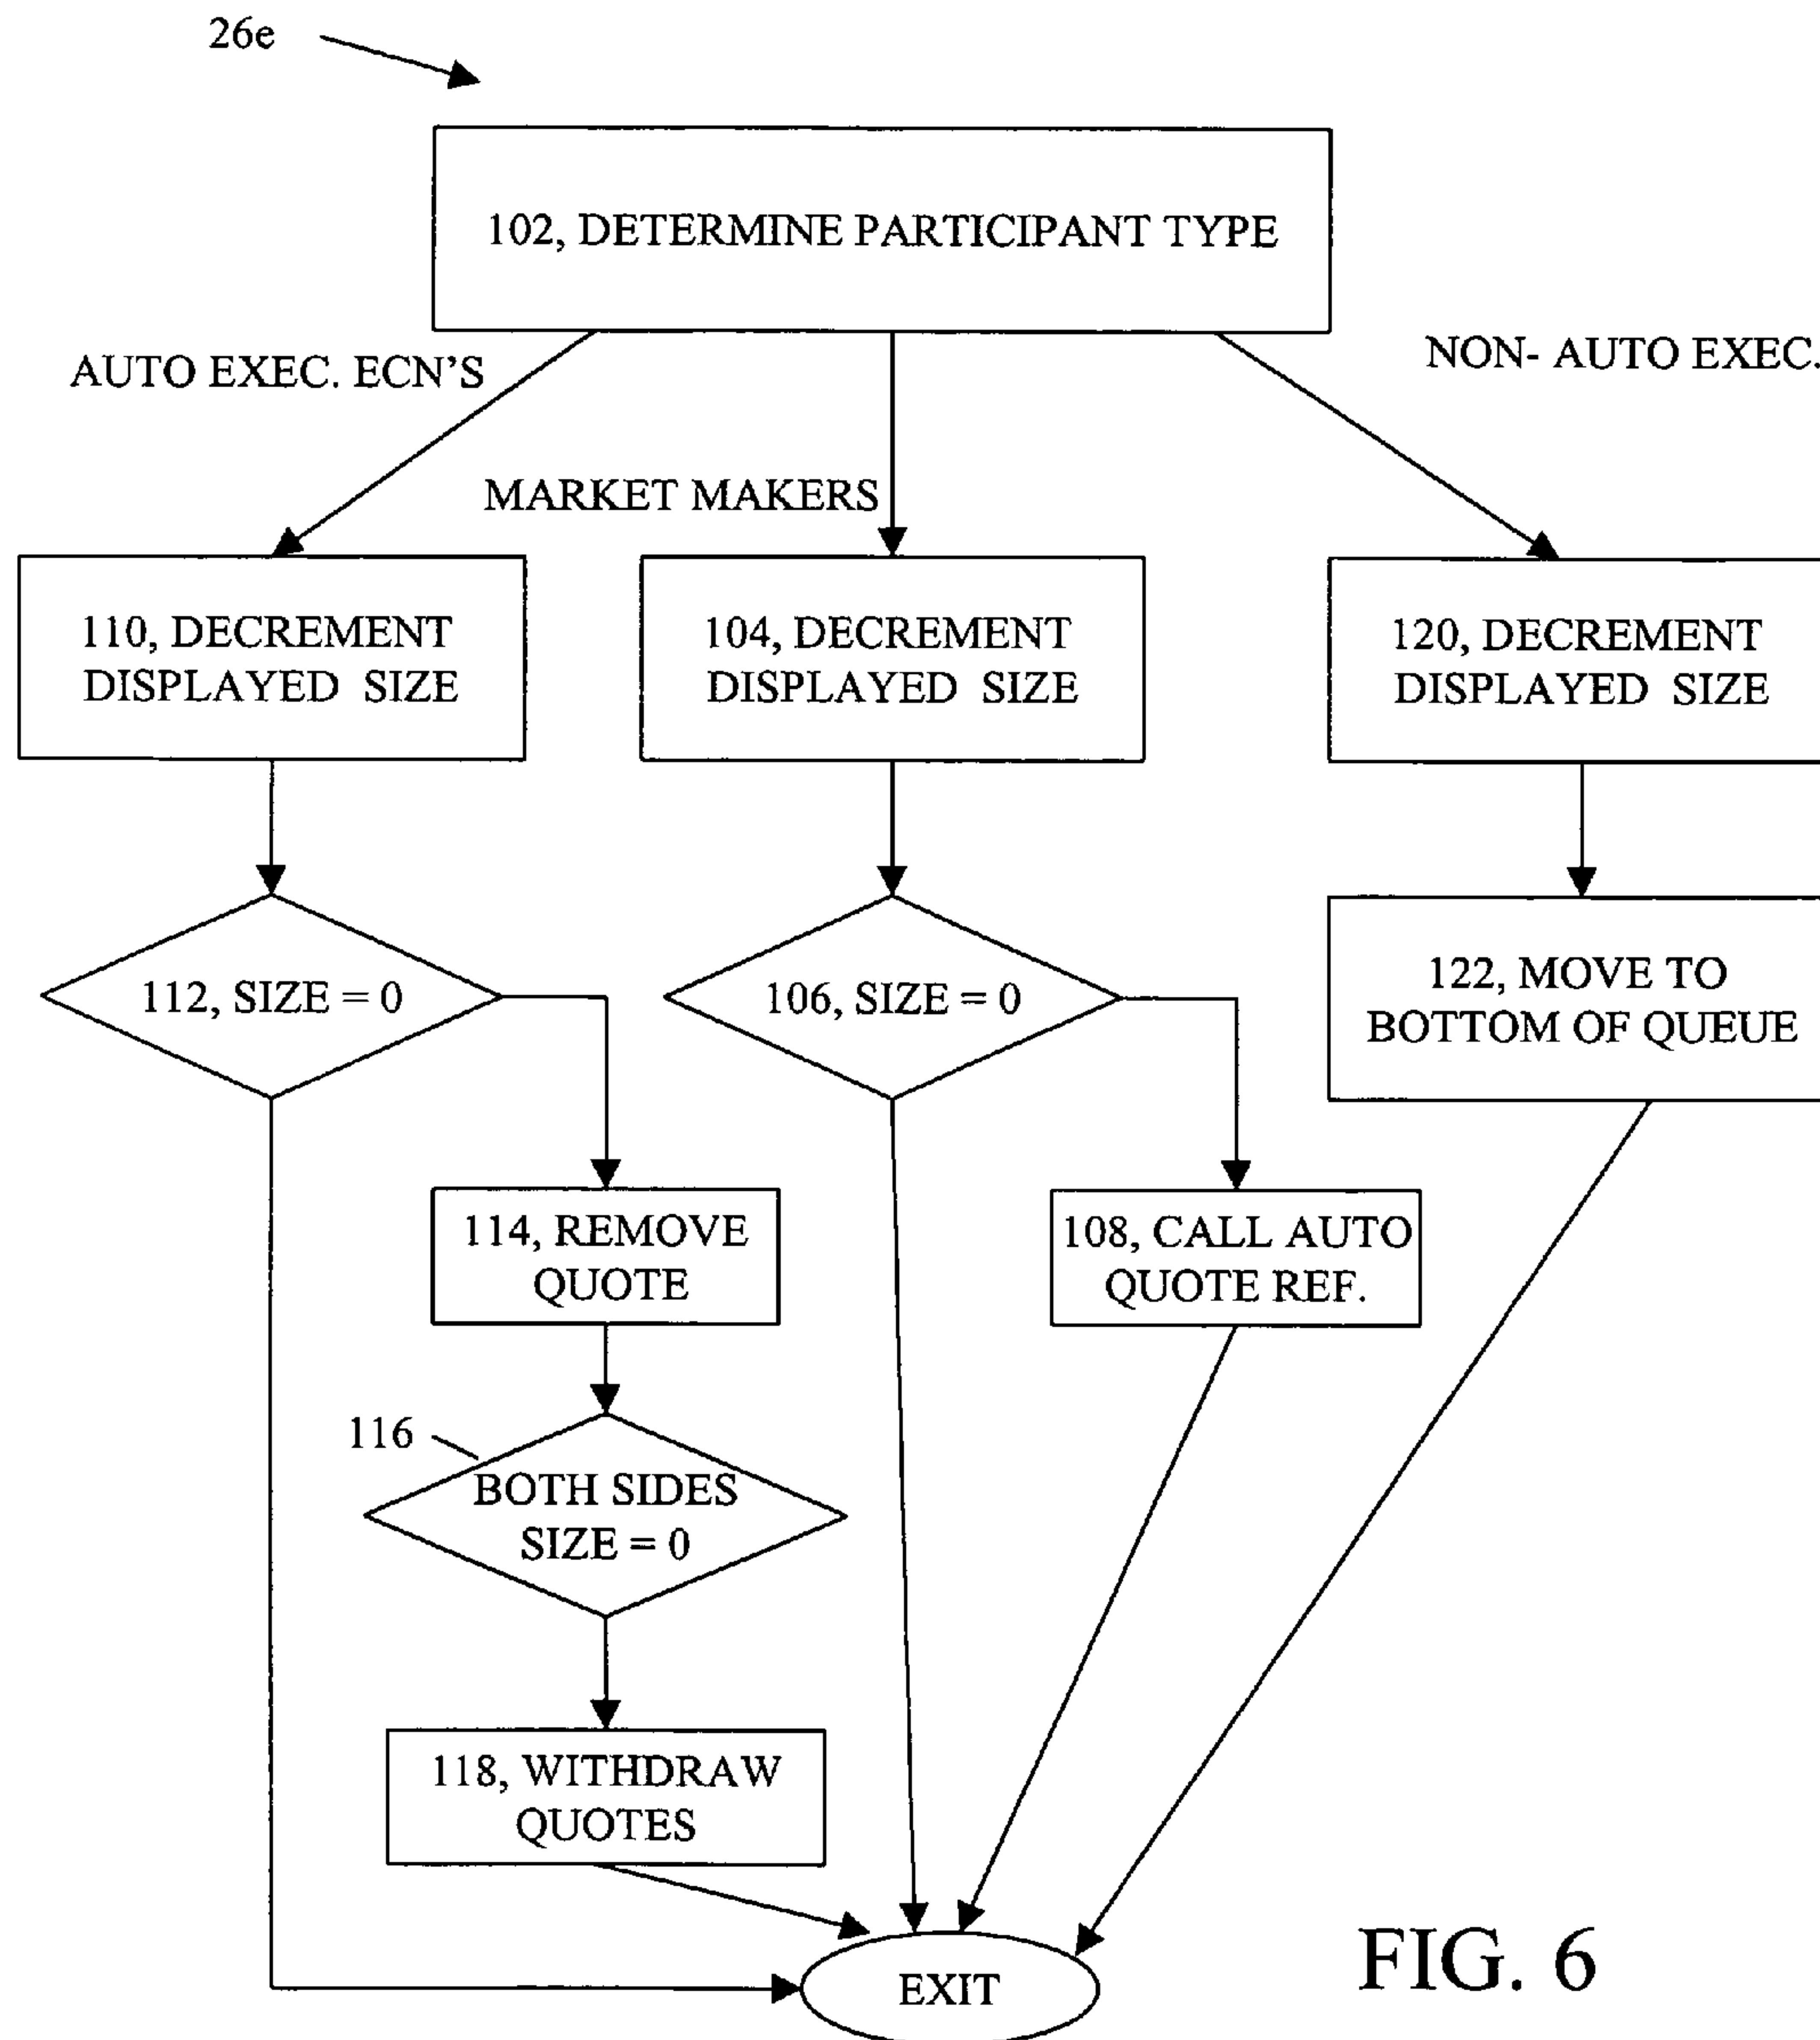 26e
102, DETERMINE PARTICIPANT TYPE
AUTO EXEC. ECN'S
NON- AUTO EXEC.
MARKET MAKERS
110, DECREMENT
DISPLAYED SIZE
104, DECREMENT
DISPLAYED SIZE
120, DECREMENT
DISPLAYED SIZE
112, SIZE = 0
106, SIZE = 0
122, MOVE TO
BOTTOM OF QUEUE
114, REMOVE
QUOTE
108, CALL AUTO
QUOTE REF.
116
BOTH SIDES
SIZE = 0
118, WITHDRAW
QUOTES
EXIT
FIG. 6